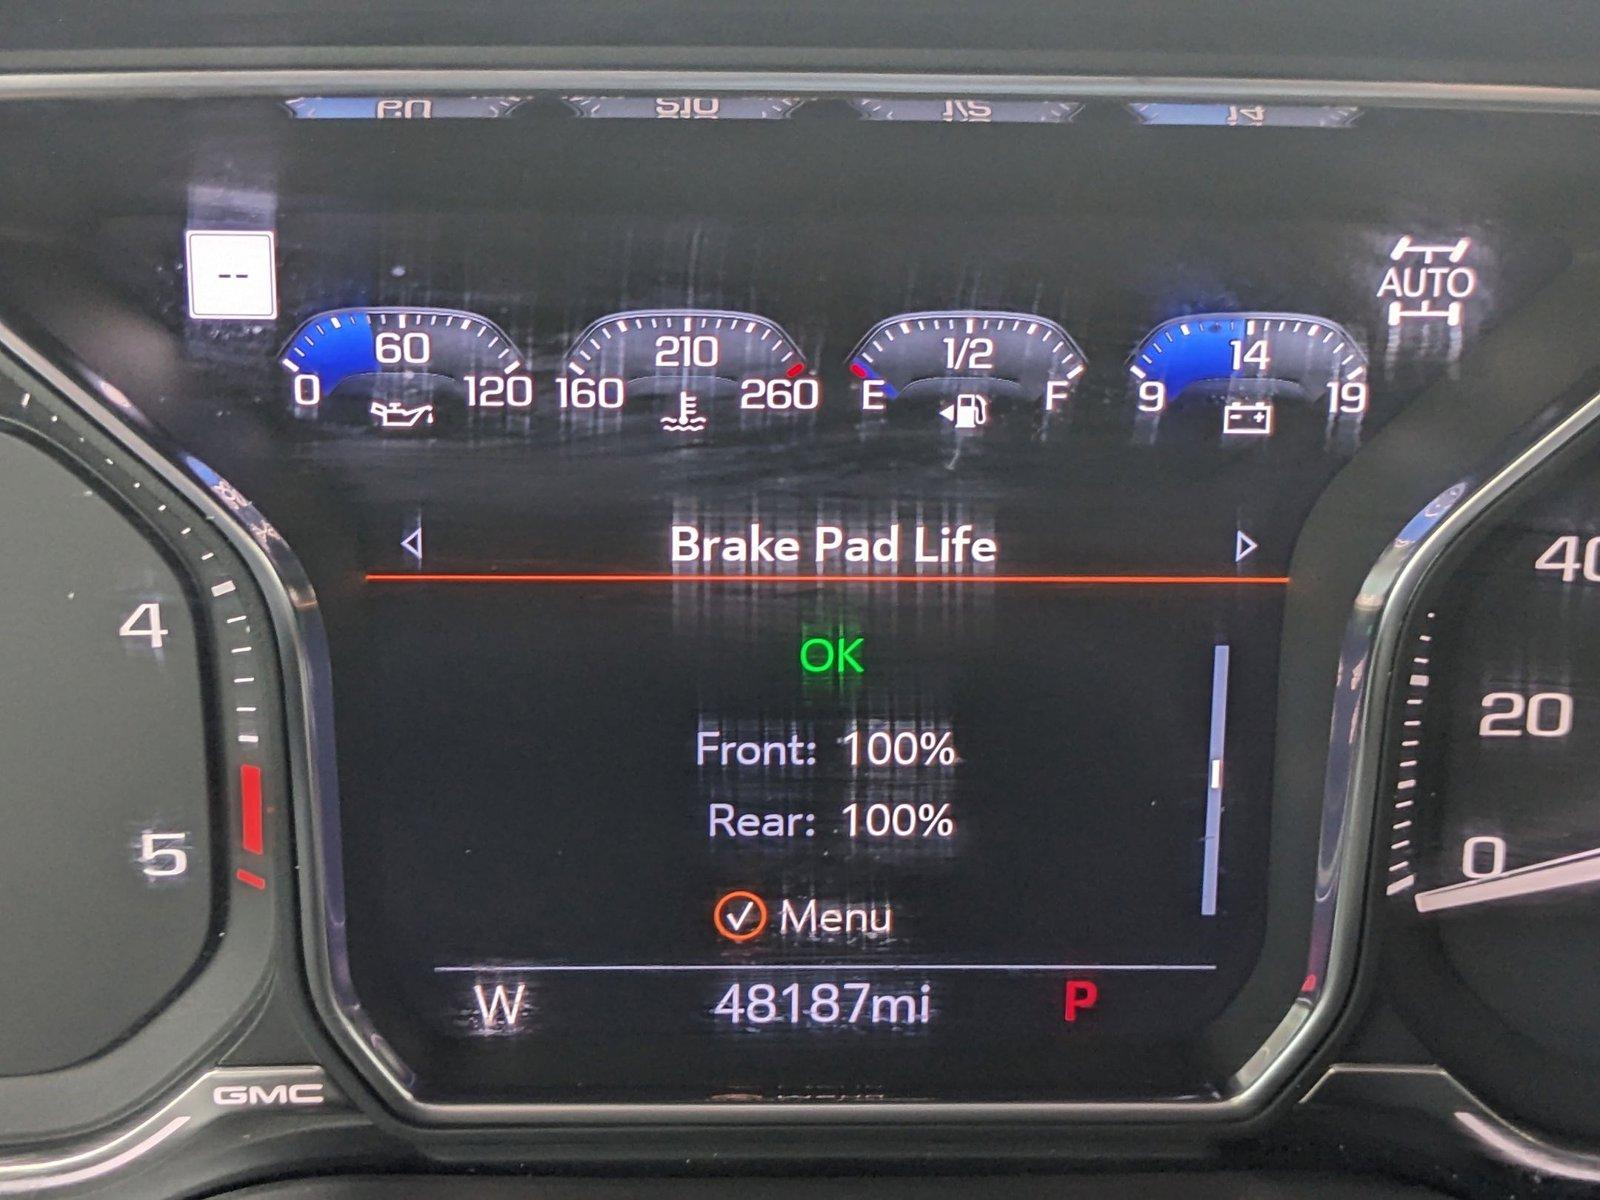 --
AUTO
60
0 120
210
160 260
1/2
E F
14
9 19
Brake Pad Life
OK
Front: 100%
Rear: 100%
Menu
W 48187mi P
4
5
GMC
20
0